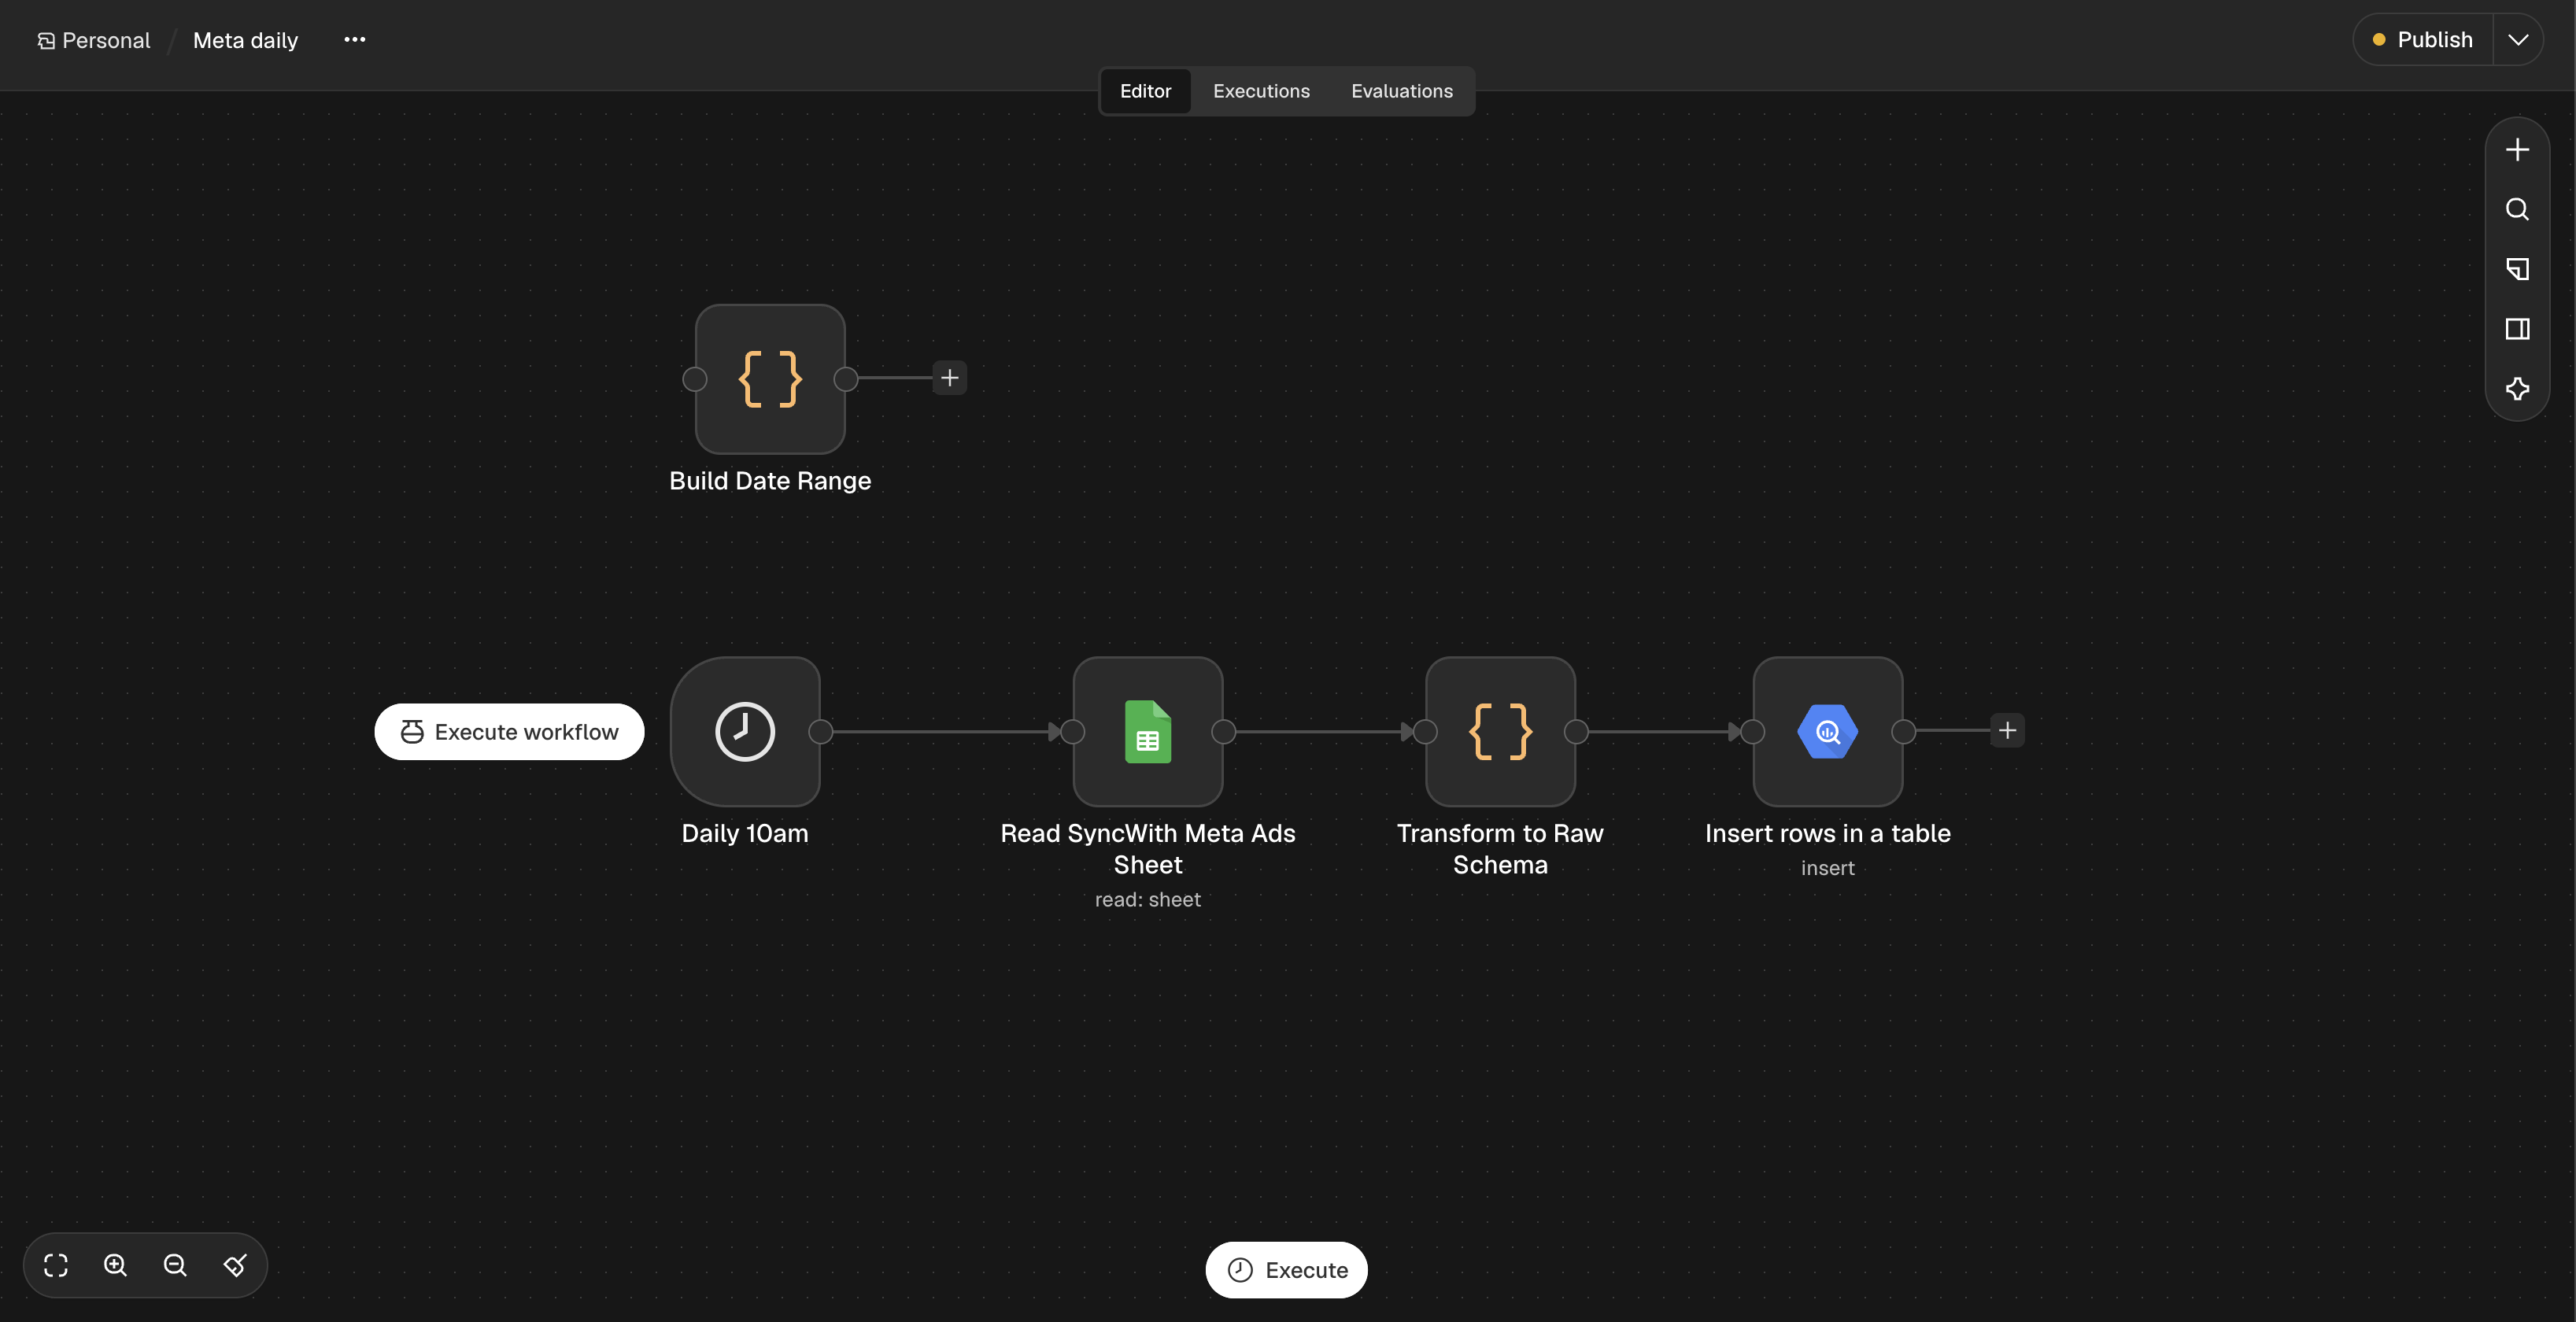 Personal / Meta daily ...
Publish
Editor Executions Evaluations
Build Date Range
Execute workflow
Daily 10am
Read SyncWith Meta Ads
Sheet
read: sheet
Transform to Raw
Schema
Insert rows in a table
insert
Execute